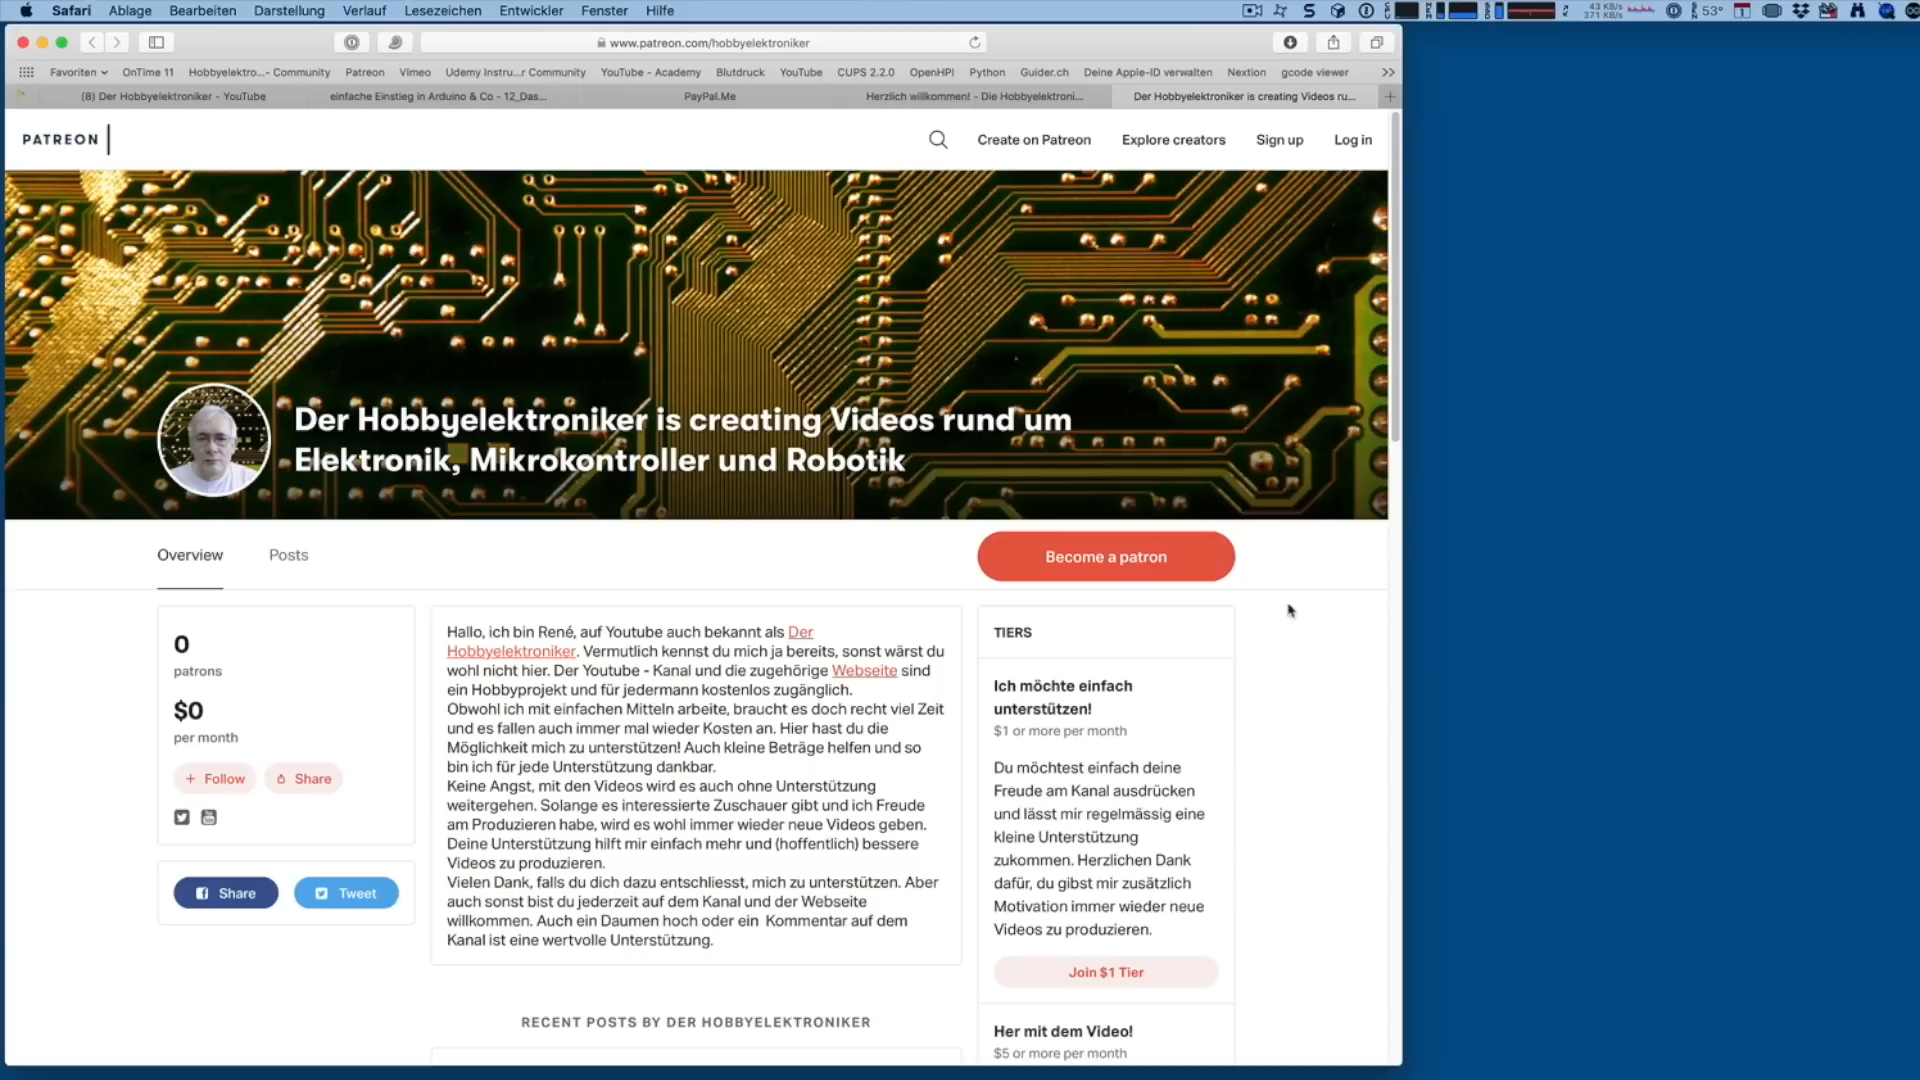 Safari Ablage Bearbeiten Darstellung Verlauf Lesezeichen Entwickler Fenster Hilfe
43 KB/s
371 KB/s
53°
www.patreon.com/hobbyelektroniker
Favoriten OnTime 11 Hobbyelektro...- Community Patreon Vimeo Udemy Instru...r Community YouTube - Academy Blutdruck YouTube CUPS 2.2.0 OpenHPI Python Guider.ch Deine Apple-ID verwalten Nextion gcode viewer
(8) Der Hobbyelektroniker - YouTube einfache Einstieg in Arduino & Co - 12_Das... PayPal.Me Herzlich willkommen! - Die Hobbyelektroni... Der Hobbyelektroniker is creating Videos ru...
PATREON
Create on Patreon Explore creators Sign up Log in
Der Hobbyelektroniker is creating Videos rund um
Elektronik, Mikrokontroller und Robotik
Overview Posts
Become a patron
0
patrons
$0
per month
+ Follow Share
Share Tweet
Hallo, ich bin René, auf Youtube auch bekannt als Der
Hobbyelektroniker. Vermutlich kennst du mich ja bereits, sonst wärst du
wohl nicht hier. Der Youtube - Kanal und die zugehörige Webseite sind
ein Hobbyprojekt und für jedermann kostenlos zugänglich.
Obwohl ich mit einfachen Mitteln arbeite, braucht es doch recht viel Zeit
und es fallen auch immer mal wieder Kosten an. Hier hast du die
Möglichkeit mich zu unterstützen! Auch kleine Beträge helfen und so
bin ich für jede Unterstützung dankbar.
Keine Angst, mit den Videos wird es auch ohne Unterstützung
weitergehen. Solange es interessierte Zuschauer gibt und ich Freude
am Produzieren habe, wird es wohl immer wieder neue Videos geben.
Deine Unterstützung hilft mir einfach mehr und (hoffentlich) bessere
Videos zu produzieren.
Vielen Dank, falls du dich dazu entschliesst, mich zu unterstützen. Aber
auch sonst bist du jederzeit auf dem Kanal und der Webseite
willkommen. Auch ein Daumen hoch oder ein Kommentar auf dem
Kanal ist eine wertvolle Unterstützung.
RECENT POSTS BY DER HOBBYELEKTRONIKER
TIERS
Ich möchte einfach
unterstützen!
$1 or more per month
Du möchtest einfach deine
Freude am Kanal ausdrücken
und lässt mir regelmässig eine
kleine Unterstützung
zukommen. Herzlichen Dank
dafür, du gibst mir zusätzlich
Motivation immer wieder neue
Videos zu produzieren.
Join $1 Tier
Her mit dem Video!
$5 or more per month